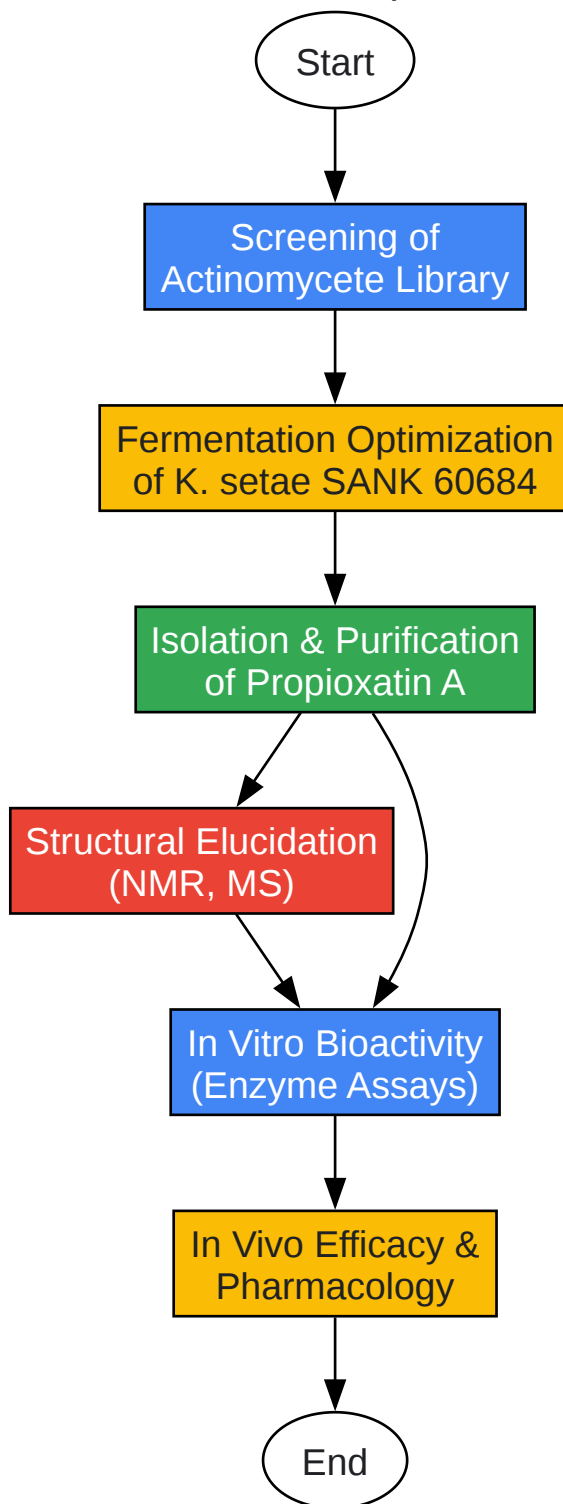 Start
Screening of
Actinomycete Library
Fermentation Optimization
of K. setae SANK 60684
Isolation & Purification
of Propioxatin A
Structural Elucidation
(NMR, MS)
In Vitro Bioactivity
(Enzyme Assays)
In Vivo Efficacy &
Pharmacology
End